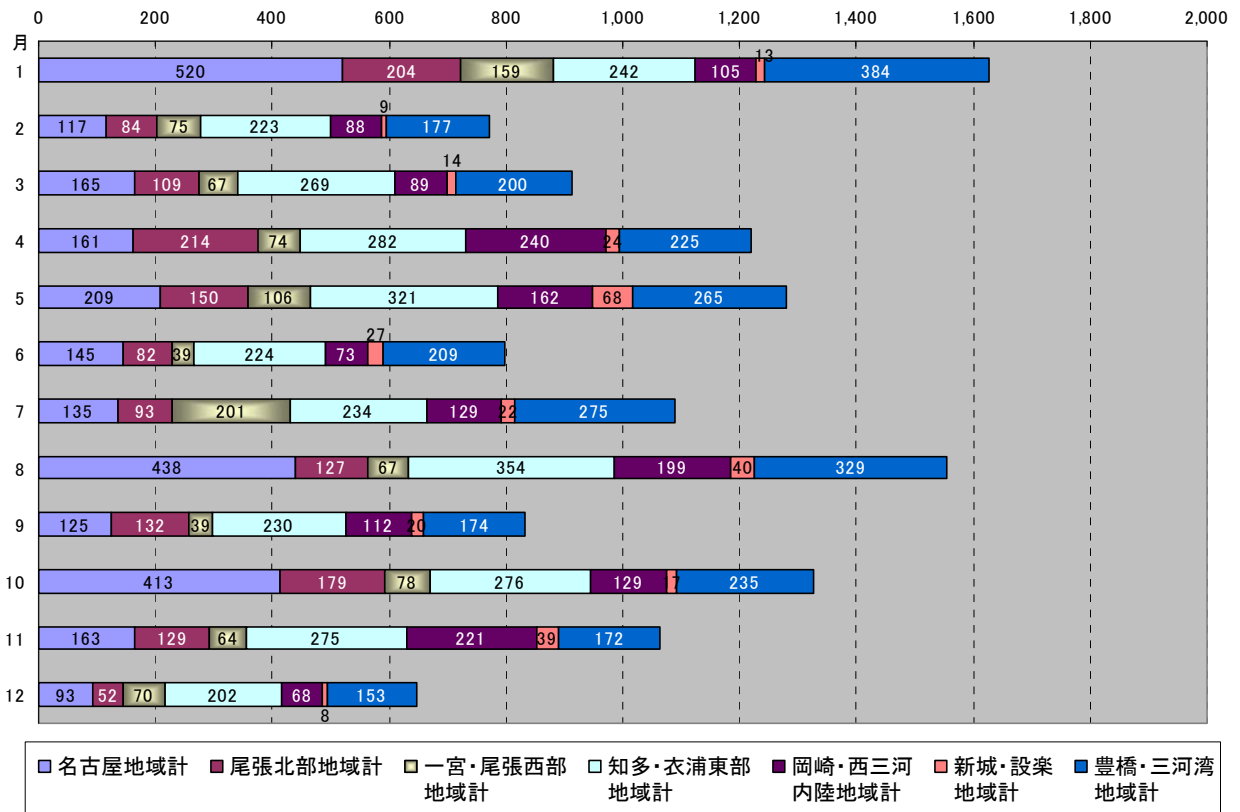 0 200 400 600 800 1,000 1,200 1,400 1,600 1,800 2,000
月
1 520 204 159 242 105 13 384
2 117 84 75 223 88 9 177
3 165 109 67 269 89 14 200
4 161 214 74 282 240 24 225
5 209 150 106 321 162 68 265
6 145 82 39 224 73 27 209
7 135 93 201 234 129 22 275
8 438 127 67 354 199 40 329
9 125 132 39 230 112 20 174
10 413 179 78 276 129 17 235
11 163 129 64 275 221 39 172
12 93 52 70 202 68 8 153
名古屋地域計
尾張北部地域計
一宮・尾張西部
地域計
知多・衣浦東部
地域計
岡崎・西三河
内陸地域計
新城・設楽
地域計
豊橋・三河湾
地域計